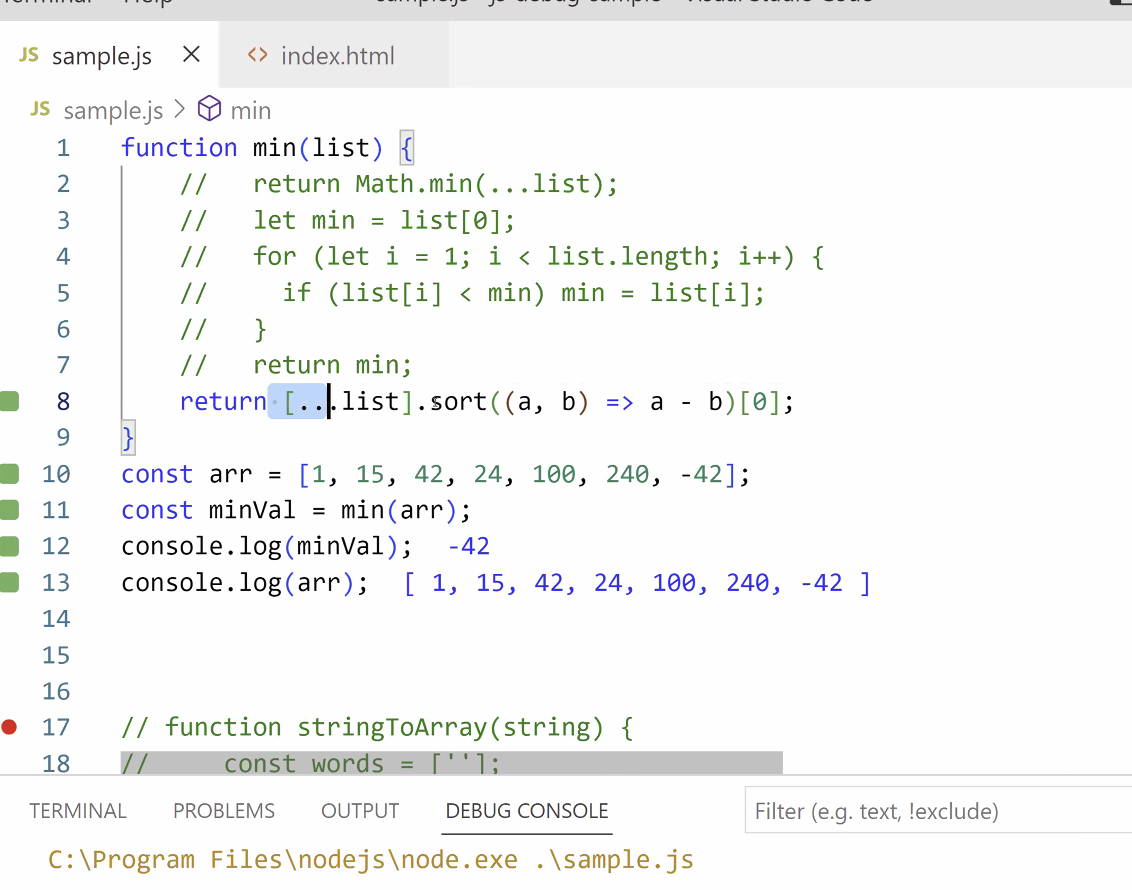 Terminal Help sample.js - js-debug-sample - Visual Studio Code
JS sample.js × <> index.html
JS sample.js > min
1 function min(list) {
2 // return Math.min(...list);
3 // let min = list[0];
4 // for (let i = 1; i < list.length; i++) {
5 // if (list[i] < min) min = list[i];
6 // }
7 // return min;
8 return [...list].sort((a, b) => a - b)[0];
9 }
10 const arr = [1, 15, 42, 24, 100, 240, -42];
11 const minVal = min(arr);
12 console.log(minVal); -42
13 console.log(arr); [ 1, 15, 42, 24, 100, 240, -42 ]
14
15
16
17 // function stringToArray(string) {
18 // const words = [''];
TERMINAL PROBLEMS OUTPUT DEBUG CONSOLE Filter (e.g. text, !exclude)
C:\Program Files\nodejs\node.exe .\sample.js